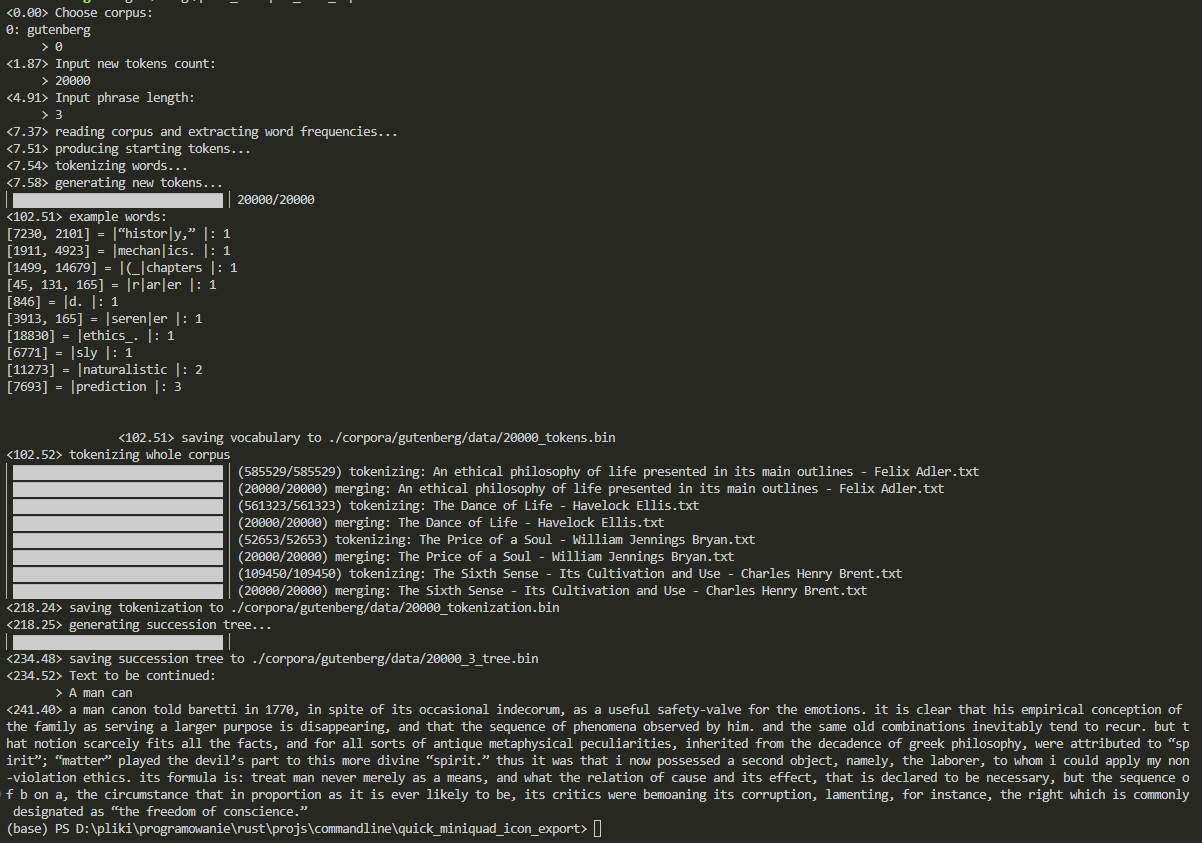 <0.00> Choose corpus:
0: gutenberg
> 0
<1.87> Input new tokens count:
> 20000
<4.91> Input phrase length:
> 3
<7.37> reading corpus and extracting word frequencies...
<7.51> producing starting tokens...
<7.54> tokenizing words...
<7.58> generating new tokens...
| | 20000/20000
<102.51> example words:
[7230, 2101] = |“histor|y,” |: 1
[1911, 4923] = |mechan|ics. |: 1
[1499, 14679] = |(_|chapters |: 1
[45, 131, 165] = |r|ar|er |: 1
[846] = |d. |: 1
[3913, 165] = |seren|er |: 1
[18830] = |ethics_. |: 1
[6771] = |sly |: 1
[11273] = |naturalistic |: 2
[7693] = |prediction |: 3
<102.51> saving vocabulary to ./corpora/gutenberg/data/20000_tokens.bin
<102.52> tokenizing whole corpus
| | (585529/585529) tokenizing: An ethical philosophy of life presented in its main outlines - Felix Adler.txt
| | (20000/20000) merging: An ethical philosophy of life presented in its main outlines - Felix Adler.txt
| | (561323/561323) tokenizing: The Dance of Life - Havelock Ellis.txt
| | (20000/20000) merging: The Dance of Life - Havelock Ellis.txt
| | (52653/52653) tokenizing: The Price of a Soul - William Jennings Bryan.txt
| | (20000/20000) merging: The Price of a Soul - William Jennings Bryan.txt
| | (109450/109450) tokenizing: The Sixth Sense - Its Cultivation and Use - Charles Henry Brent.txt
| | (20000/20000) merging: The Sixth Sense - Its Cultivation and Use - Charles Henry Brent.txt
<218.24> saving tokenization to ./corpora/gutenberg/data/20000_tokenization.bin
<218.25> generating succession tree...
| |
<234.48> saving succession tree to ./corpora/gutenberg/data/20000_3_tree.bin
<234.52> Text to be continued:
> A man can
<241.40> a man canon told baretti in 1770, in spite of its occasional indecorum, as a useful safety-valve for the emotions. it is clear that his empirical conception of
the family as serving a larger purpose is disappearing, and that the sequence of phenomena observed by him. and the same old combinations inevitably tend to recur. but t
hat notion scarcely fits all the facts, and for all sorts of antique metaphysical peculiarities, inherited from the decadence of greek philosophy, were attributed to “sp
irit”; “matter” played the devil’s part to this more divine “spirit.” thus it was that i now possessed a second object, namely, the laborer, to whom i could apply my non
-violation ethics. its formula is: treat man never merely as a means, and what the relation of cause and its effect, that is declared to be necessary, but the sequence o
f b on a, the circumstance that in proportion as it is ever likely to be, its critics were bemoaning its corruption, lamenting, for instance, the right which is commonly
designated as “the freedom of conscience.”
(base) PS D:\pliki\programowanie\rust\projs\commandline\quick_miniquad_icon_export>